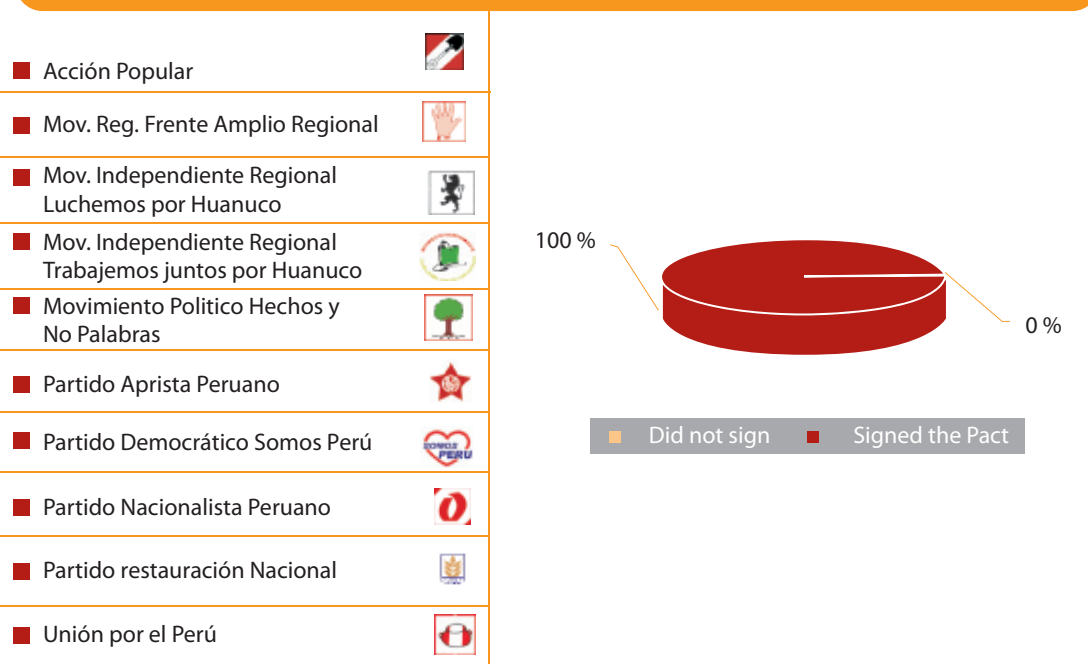 Acción Popular
Mov. Reg. Frente Amplio Regional
Mov. Independiente Regional
Luchemos por Huanuco
Mov. Independiente Regional
Trabajemos juntos por Huanuco
Movimiento Politico Hechos y
No Palabras
Partido Aprista Peruano
Partido Democrático Somos Perú
SOMOS
PERU
Partido Nacionalista Peruano
Partido restauración Nacional
Unión por el Perú
100 %
0 %
Did not sign
Signed the Pact